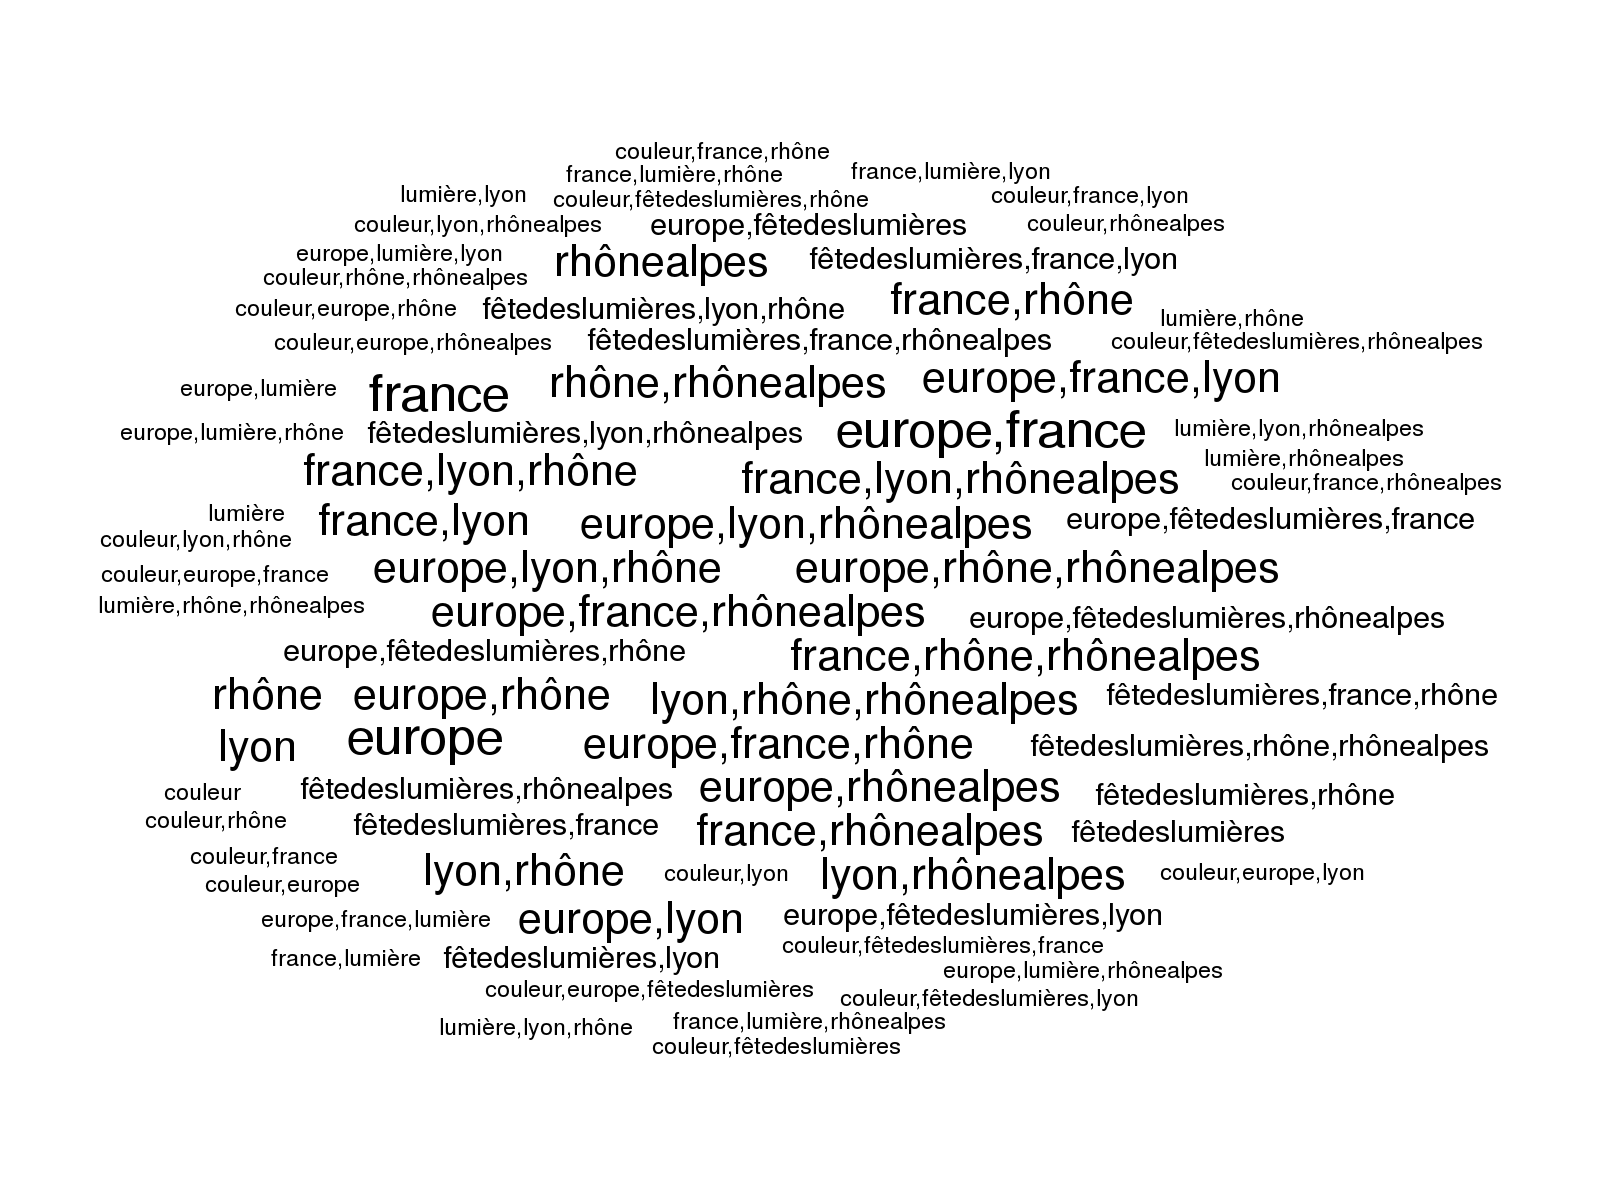 couleur,france,rhône
france,lumière,rhône france,lumière,lyon
lumière,lyon couleur,fêtedeslumières,rhône couleur,france,lyon
couleur,lyon,rhônealpes europe,fêtedeslumières couleur,rhônealpes
europe,lumière,lyon rhônealpes fêtedeslumières,france,lyon
couleur,rhône,rhônealpes
couleur,europe,rhône fêtedeslumières,lyon,rhône france,rhône
lumière,rhône
couleur,europe,rhônealpes fêtedeslumières,france,rhônealpes couleur,fêtedeslumières,rhônealpes
europe,lumière france rhône,rhônealpes europe,france,lyon
europe,lumière,rhône fêtedeslumières,lyon,rhônealpes europe,france lumière,lyon,rhônealpes
lumière,rhônealpes
france,lyon,rhône france,lyon,rhônealpes couleur,france,rhônealpes
lumière france,lyon europe,lyon,rhônealpes europe,fêtedeslumières,france
couleur,lyon,rhône
couleur,europe,france europe,lyon,rhône europe,rhône,rhônealpes
lumière,rhône,rhônealpes europe,france,rhônealpes europe,fêtedeslumières,rhônealpes
europe,fêtedeslumières,rhône france,rhône,rhônealpes
rhône europe,rhône lyon,rhône,rhônealpes fêtedeslumières,france,rhône
lyon europe europe,france,rhône fêtedeslumières,rhône,rhônealpes
couleur fêtedeslumières,rhônealpes europe,rhônealpes fêtedeslumières,rhône
couleur,rhône fêtedeslumières,france france,rhônealpes fêtedeslumières
couleur,france
couleur,europe lyon,rhône couleur,lyon lyon,rhônealpes couleur,europe,lyon
europe,france,lumière europe,lyon europe,fêtedeslumières,lyon
france,lumière fêtedeslumières,lyon couleur,fêtedeslumières,france
europe,lumière,rhônealpes
couleur,europe,fêtedeslumières couleur,fêtedeslumières,lyon
lumière,lyon,rhône france,lumière,rhônealpes
couleur,fêtedeslumières